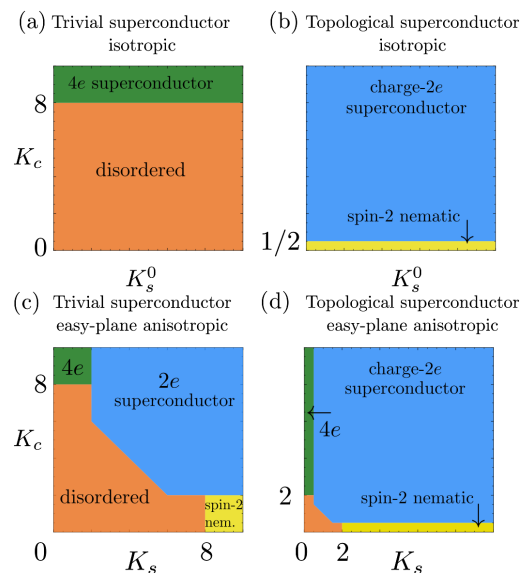 (a) Trivial superconductor
isotropic
4e superconductor
8
K_c
disordered
0
K_s^0
(b) Topological superconductor
isotropic
charge-2e
superconductor
spin-2 nematic
1/2
K_s^0
(c) Trivial superconductor
easy-plane anisotropic
4e
8
2e
superconductor
K_c
disordered
spin-2
nem.
0
8
K_s
(d) Topological superconductor
easy-plane anisotropic
charge-2e
superconductor
4e
2
spin-2 nematic
0
2
K_s